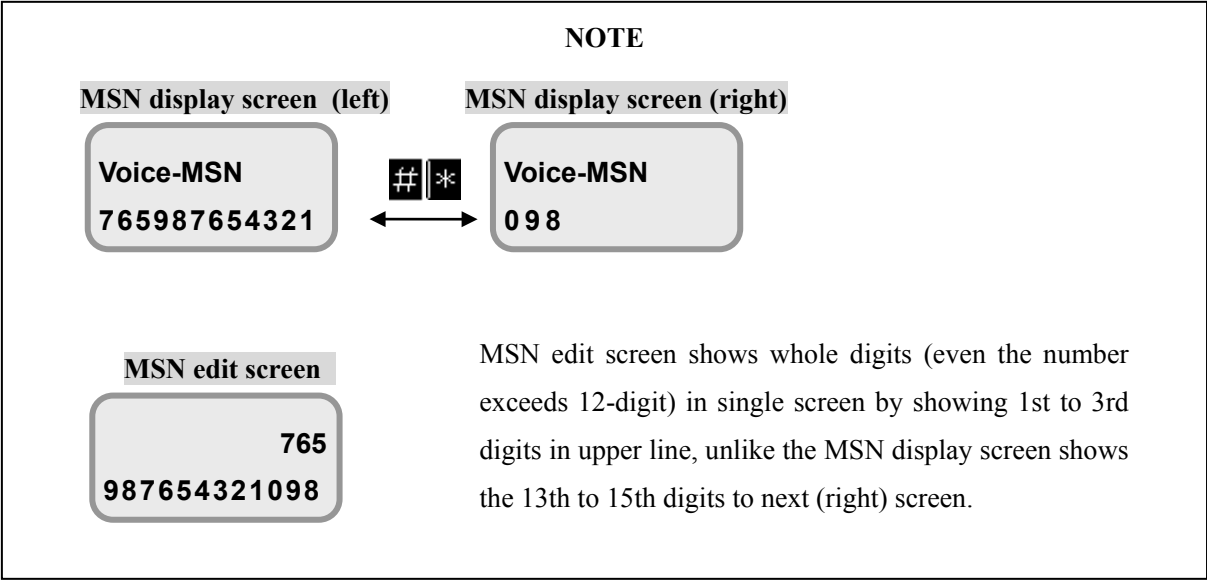 NOTE
MSN display screen (left) MSN display screen (right)
Voice-MSN # * Voice-MSN
765987654321 098
MSN edit screen
765
987654321098
MSN edit screen shows whole digits (even the number
exceeds 12-digit) in single screen by showing 1st to 3rd
digits in upper line, unlike the MSN display screen shows
the 13th to 15th digits to next (right) screen.